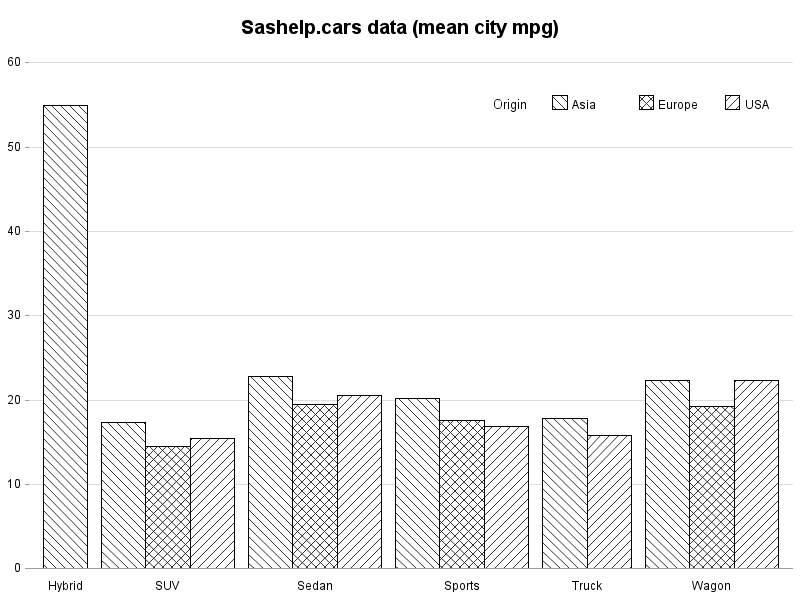 Sashelp.cars data (mean city mpg)
60
Origin Asia Europe USA
50
40
30
20
10
0
Hybrid SUV Sedan Sports Truck Wagon